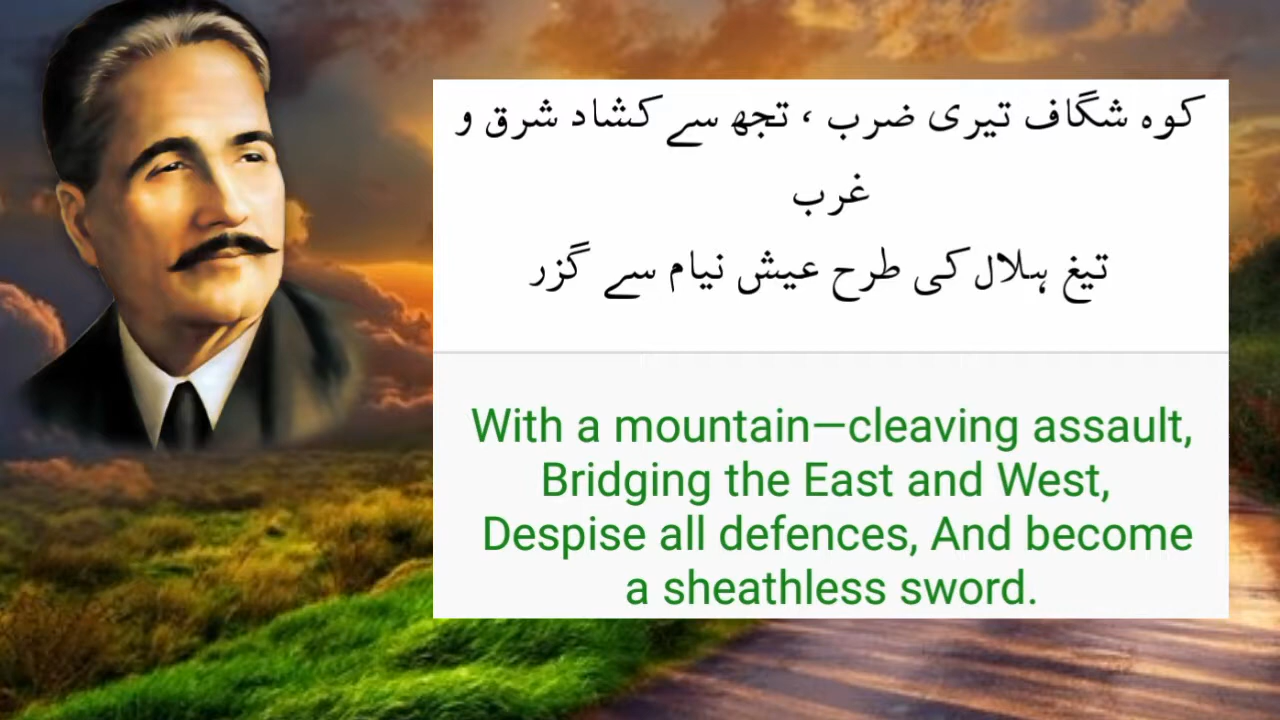 کوہ شگاف تیری ضرب ، تجھ سے کشاد شرق و
غرب
تیغ ہلال کی طرح عیش نیام سے گزر
With a mountain—cleaving assault,
Bridging the East and West,
Despise all defences, And become
a sheathless sword.